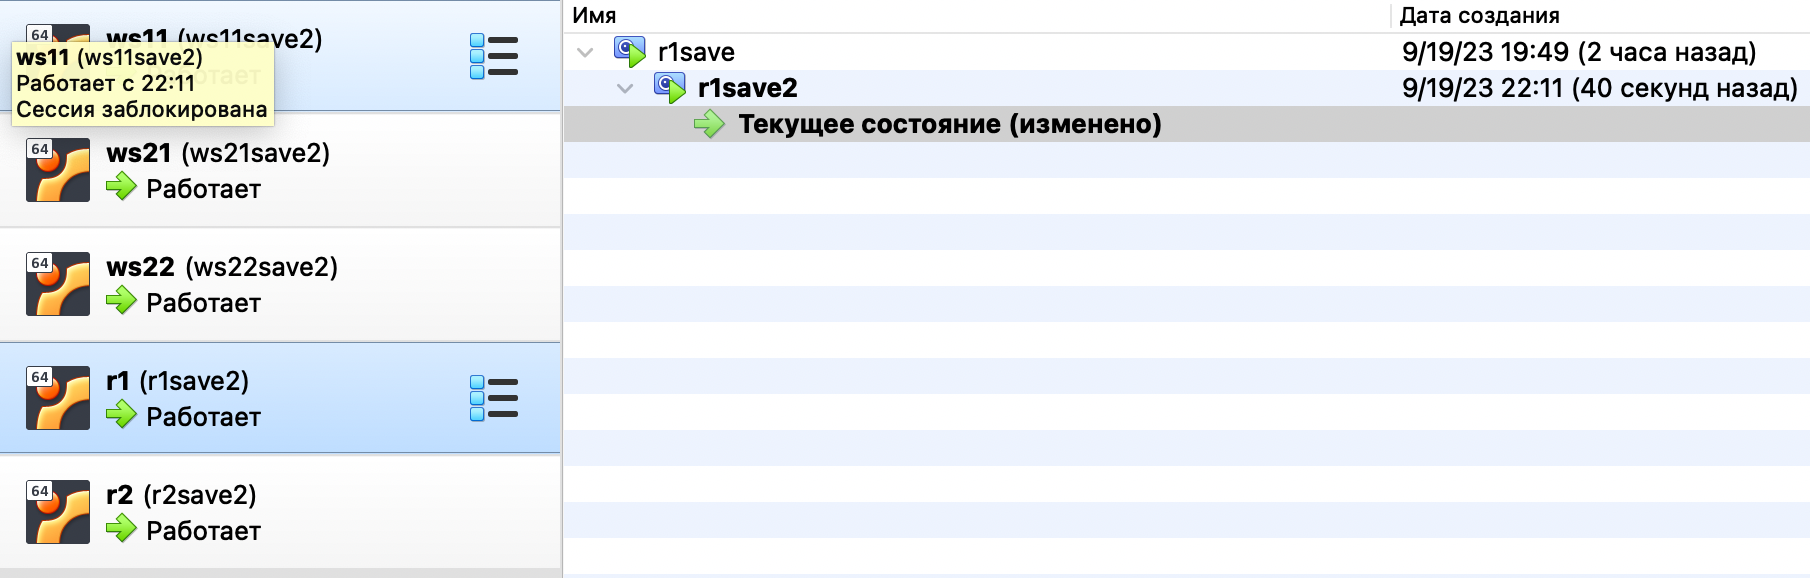 64
ws11 (ws11save2)
ws11 (ws11save2)
Работает с 22:11
Сессия заблокирована
64
ws21 (ws21save2)
Работает
64
ws22 (ws22save2)
Работает
64
r1 (r1save2)
Работает
64
r2 (r2save2)
Работает
Имя Дата создания
r1save 9/19/23 19:49 (2 часа назад)
r1save2 9/19/23 22:11 (40 секунд назад)
Текущее состояние (изменено)